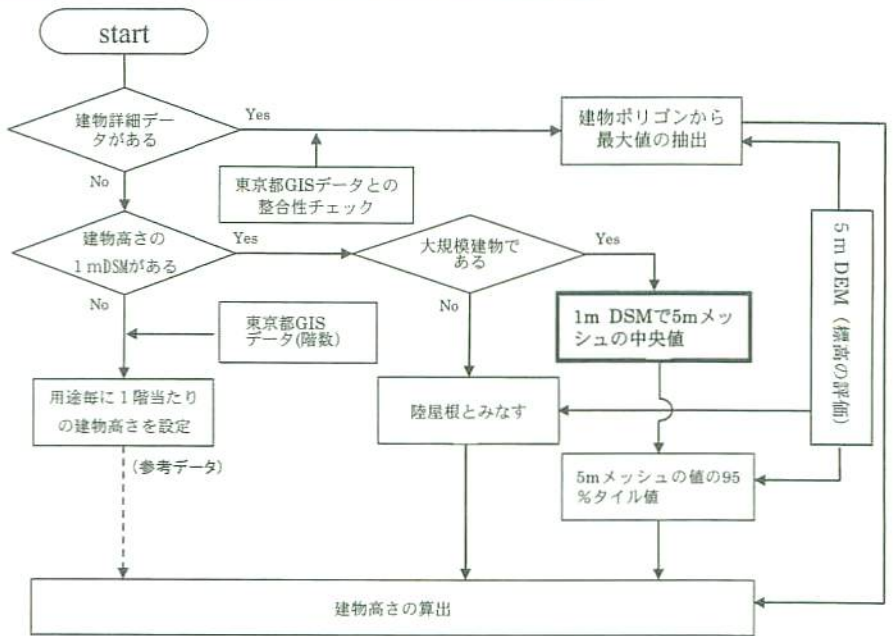 start
建物詳細デー
タがある
Yes
建物ポリゴンから
最大値の抽出
No
東京都GISデータとの
整合性チェック
建物高さの
1mDSMがある
Yes
大規模建物で
ある
Yes
5m DEM（標高の評価）
No
No
東京都GIS
データ(階数)
1m DSMで5mメッ
シュの中央値
用途毎に1階当たり
の建物高さを設定
陸屋根とみなす
(参考データ)
5mメッシュの値の95
%タイル値
建物高さの算出